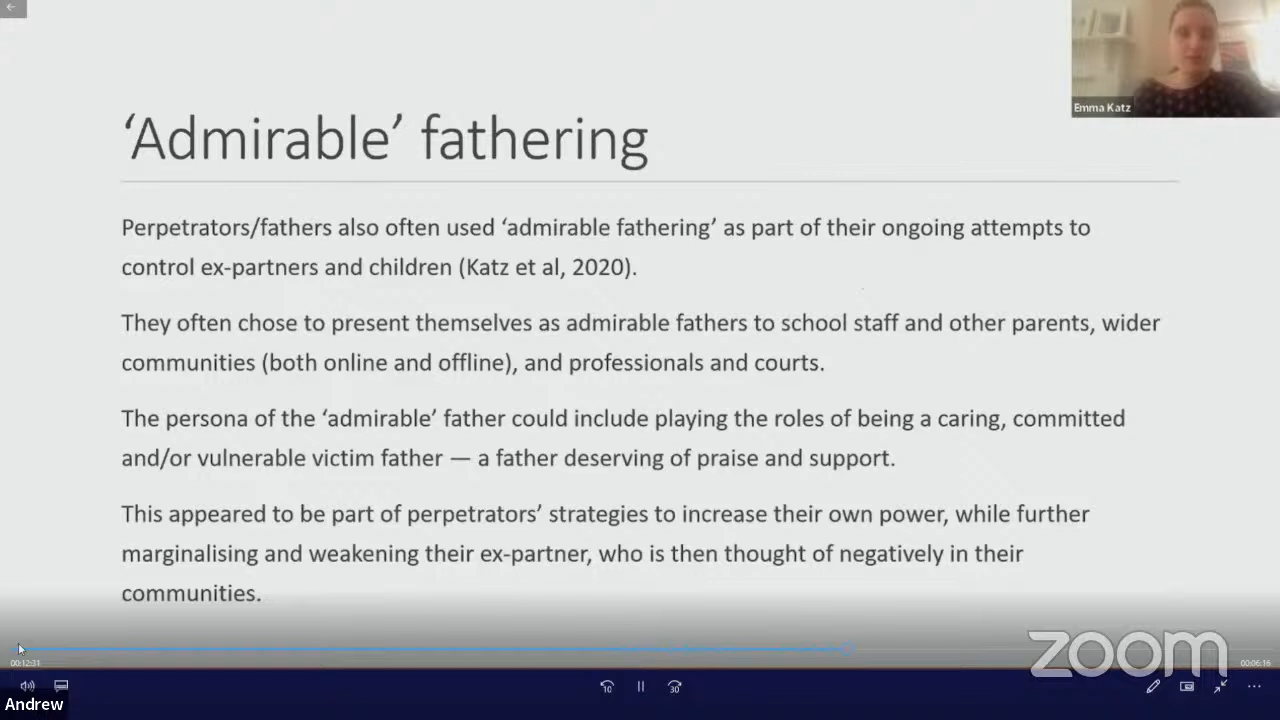 Emma Katz
‘Admirable’ fathering
Perpetrators/fathers also often used ‘admirable fathering’ as part of their ongoing attempts to
control ex-partners and children (Katz et al, 2020).
They often chose to present themselves as admirable fathers to school staff and other parents, wider
communities (both online and offline), and professionals and courts.
The persona of the ‘admirable’ father could include playing the roles of being a caring, committed
and/or vulnerable victim father — a father deserving of praise and support.
This appeared to be part of perpetrators’ strategies to increase their own power, while further
marginalising and weakening their ex-partner, who is then thought of negatively in their
communities.
zoom
00:12:31
00:06:16
10
30
Andrew